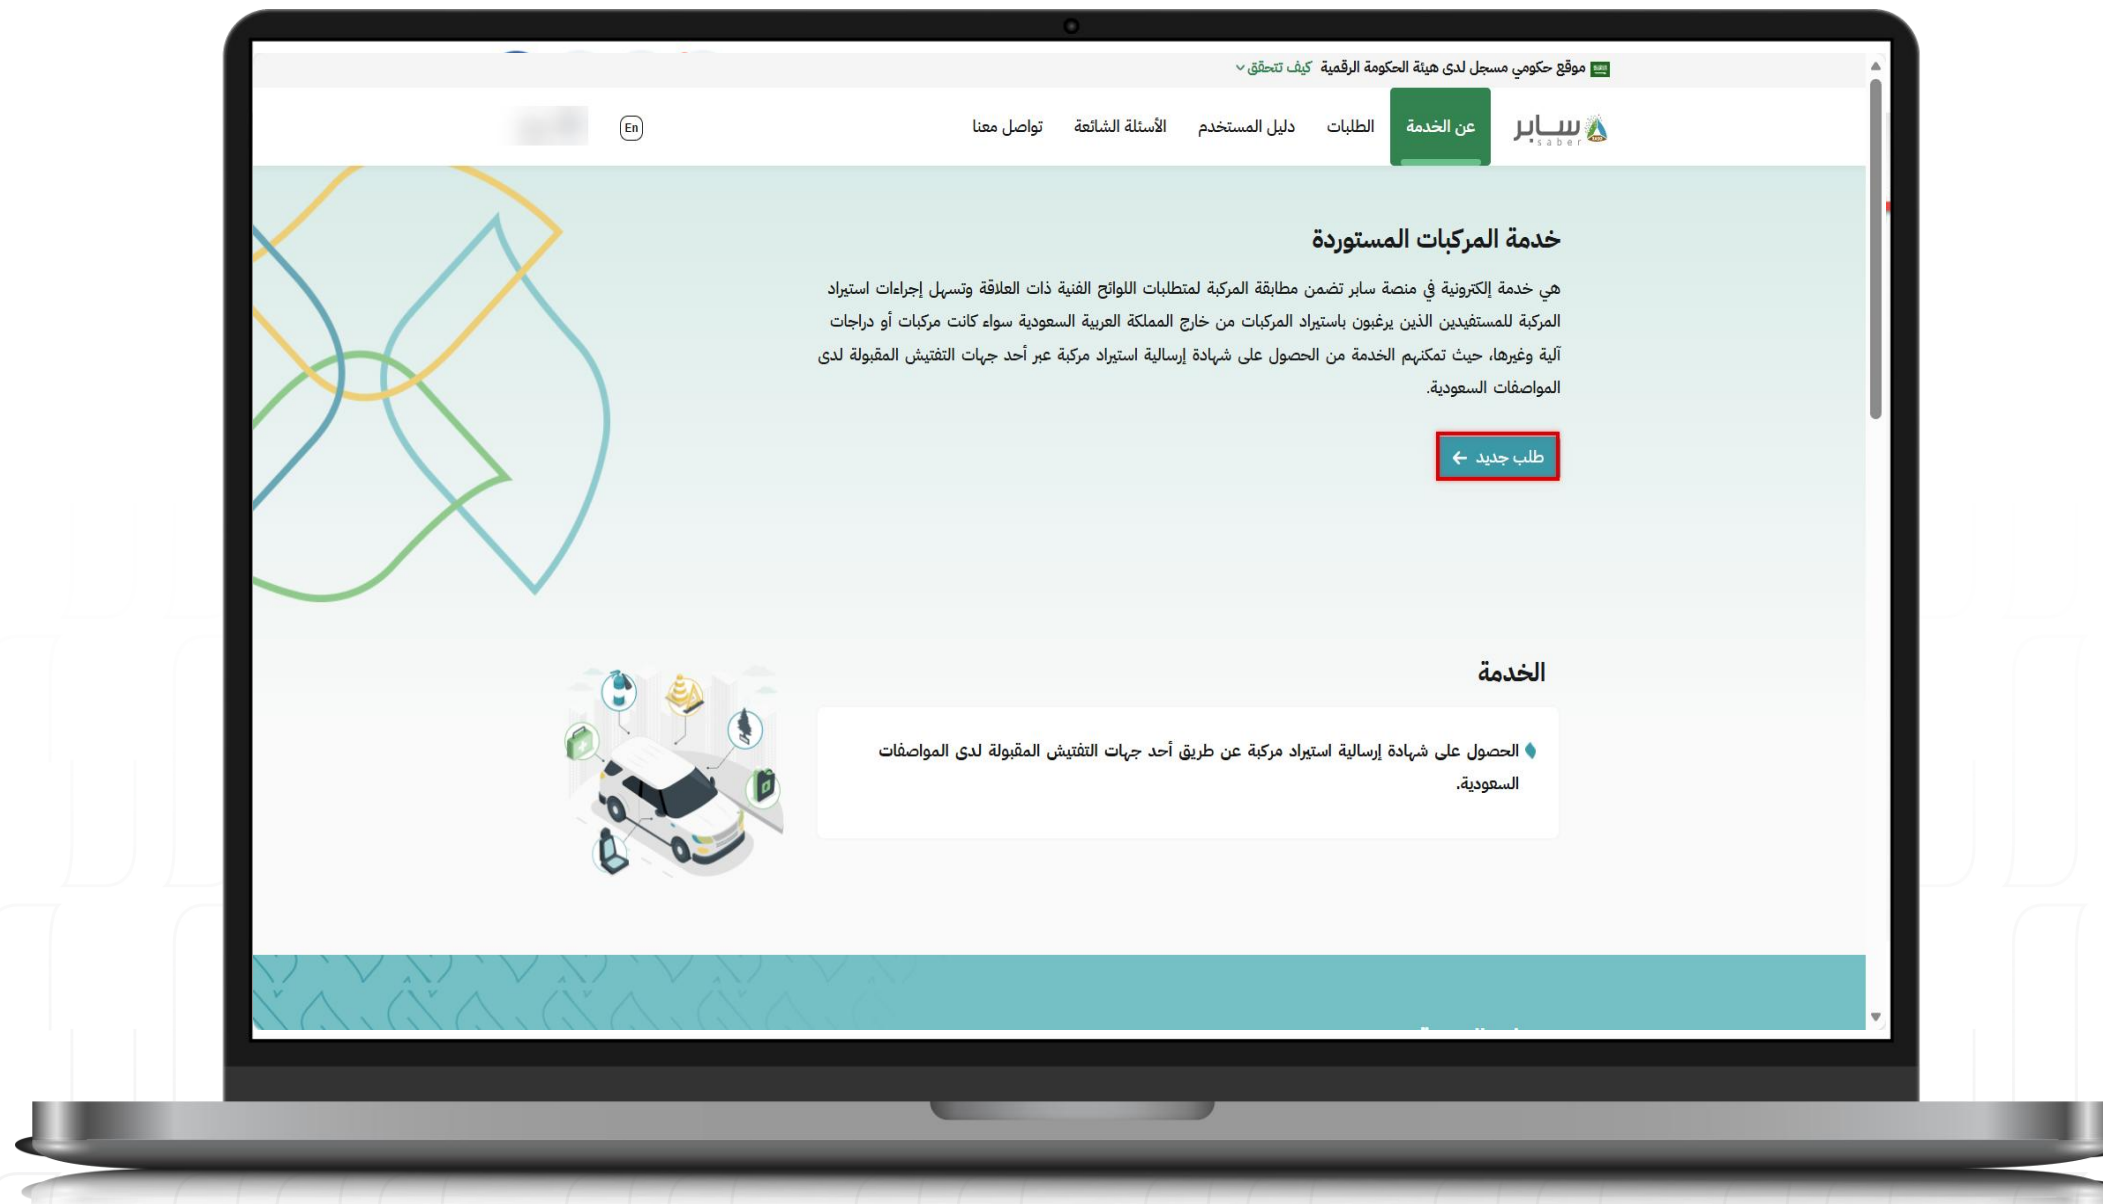 موقع حكومي مسجل لدى هيئة الحكومة الرقمية كيف تتحقق
سابر
saber
عن الخدمة
الطلبات
دليل المستخدم
الأسئلة الشائعة
تواصل معنا
En
خدمة المركبات المستوردة
هي خدمة إلكترونية في منصة سابر تضمن مطابقة المركبة لمتطلبات اللوائح الفنية ذات العلاقة وتسهل إجراءات استيراد
المركبة للمستفيدين الذين يرغبون باستيراد المركبات من خارج المملكة العربية السعودية سواء كانت مركبات أو دراجات
آلية وغيرها، حيث تمكنهم الخدمة من الحصول على شهادة إرسالية استيراد مركبة عبر أحد جهات التفتيش المقبولة لدى
المواصفات السعودية.
طلب جديد ←
الخدمة
الحصول على شهادة إرسالية استيراد مركبة عن طريق أحد جهات التفتيش المقبولة لدى المواصفات
السعودية.